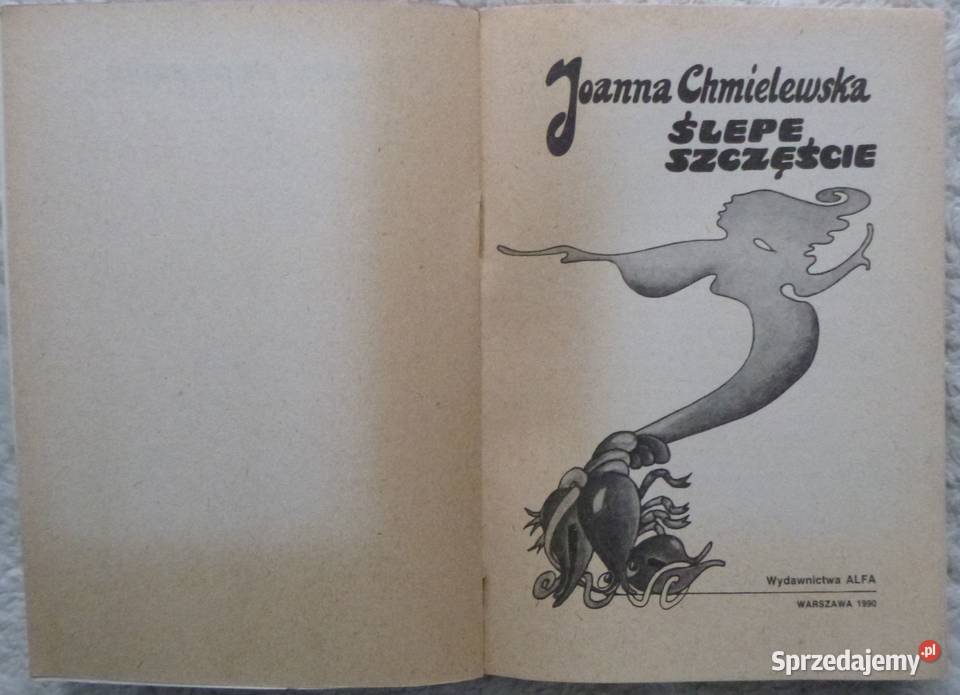 Joanna Chmielewska
ŚLEPE
SZCZĘŚCIE
Wydawnictwa ALFA
WARSZAWA 1990
Sprzedajemy.pl